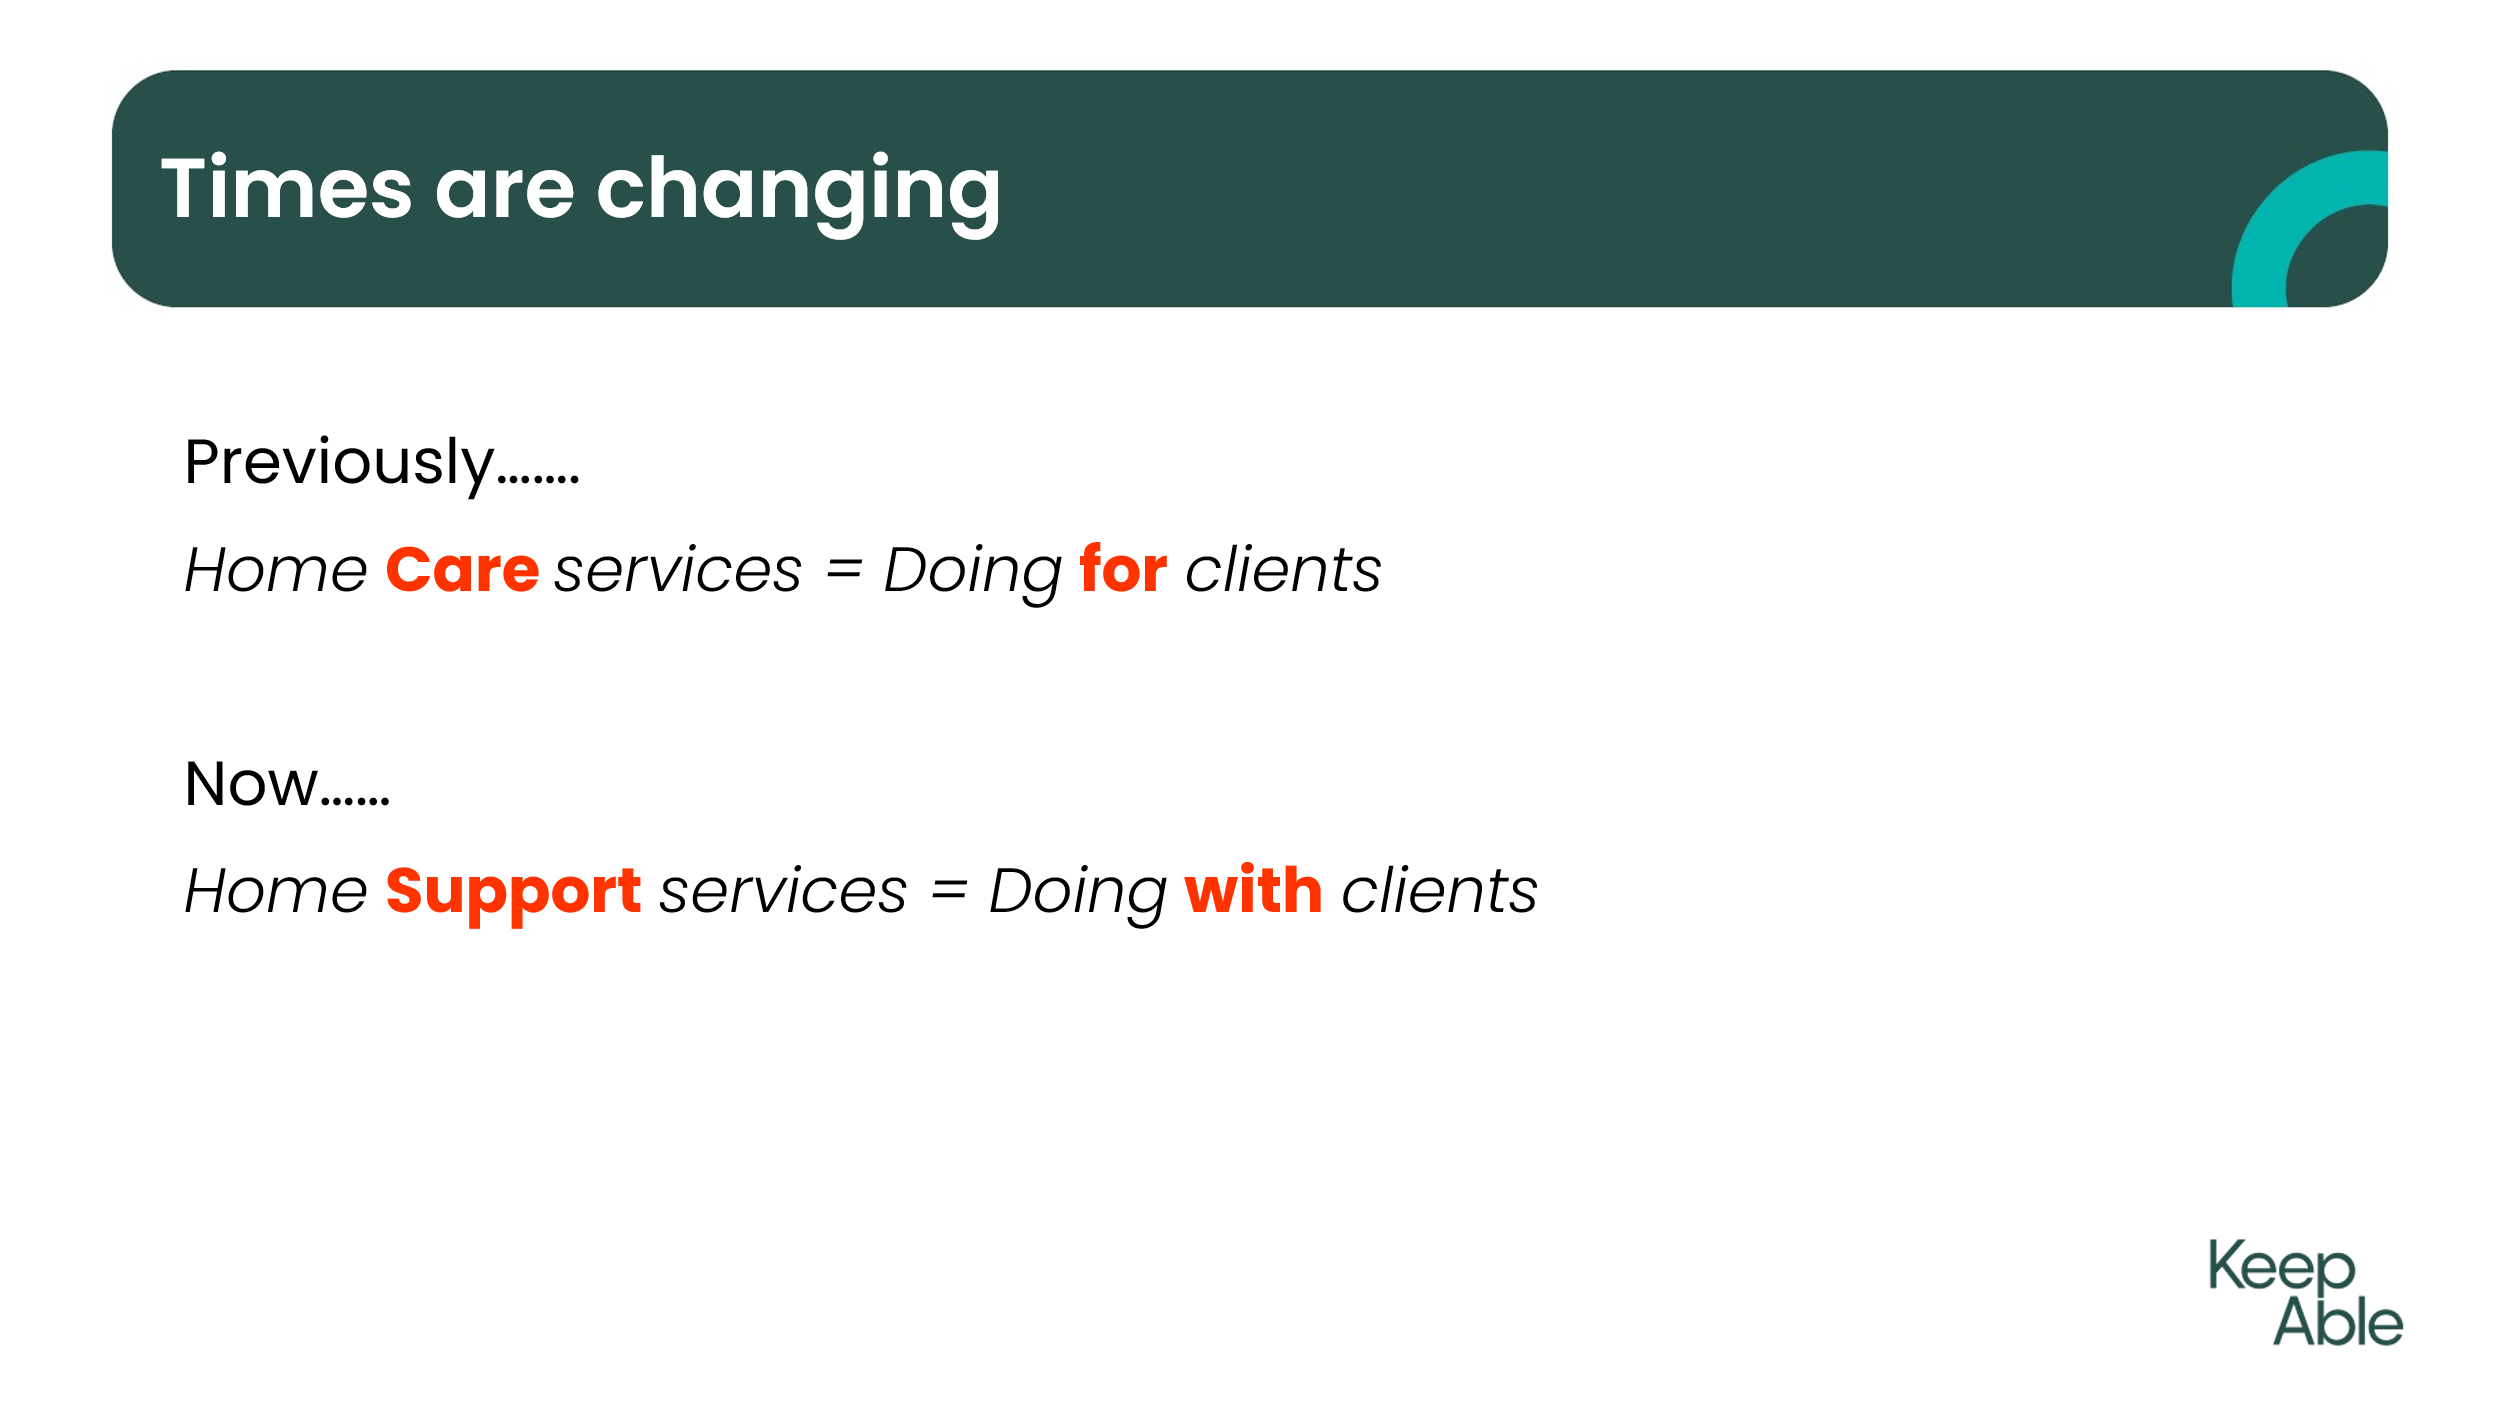 Times are changing
Previously…….
Home Care services = Doing for clients
Now……
Home Support services = Doing with clients
Keep
Able